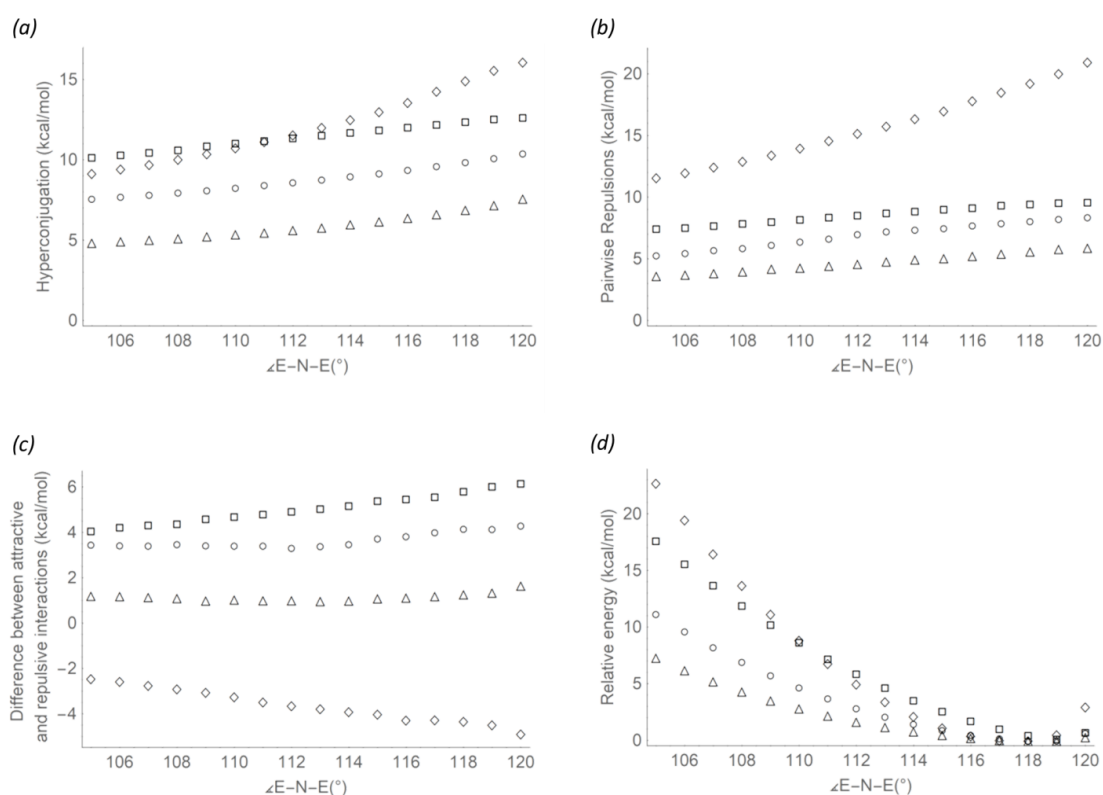 (a)
Hyperconjugation (kcal/mol)
15
10
5
0
106 108 110 112 114 116 118 120
∡E−N−E(°)
(b)
Pairwise Repulsions (kcal/mol)
20
15
10
5
0
106 108 110 112 114 116 118 120
∡E−N−E(°)
(c)
Difference between attractive
and repulsive interactions (kcal/mol)
6
4
2
0
−2
−4
106 108 110 112 114 116 118 120
∡E−N−E(°)
(d)
Relative energy (kcal/mol)
20
15
10
5
0
106 108 110 112 114 116 118 120
∡E−N−E(°)